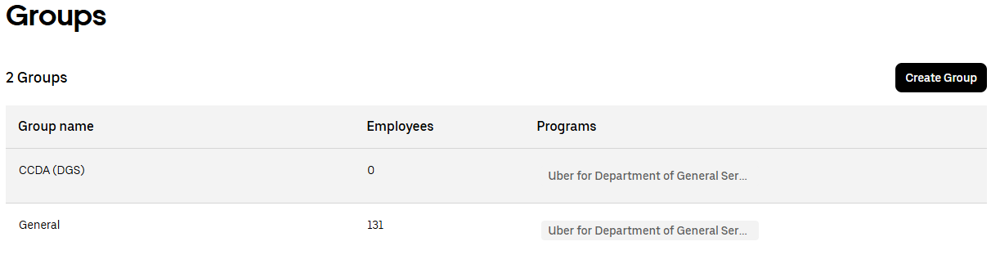 Groups
2 Groups
Create Group
Group name Employees Programs
CCDA (DGS) 0 Uber for Department of General Ser...
General 131 Uber for Department of General Ser...